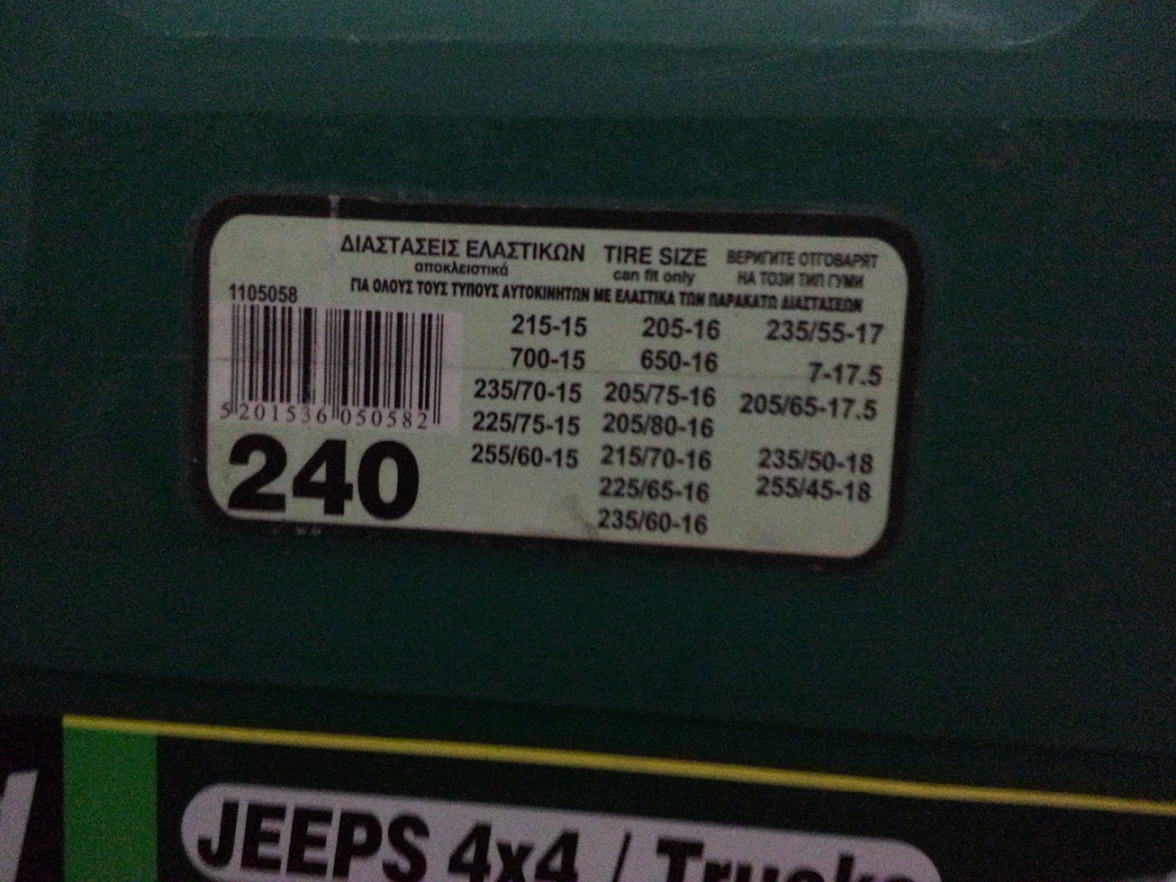 ΔΙΑΣΤΑΣΕΙΣ ΕΛΑΣΤΙΚΩΝ TIRE SIZE ВЕРИГИТЕ ОТГОВАРЯТ
αποκλειστικά can fit only НА ТОЗИ ТИП ГУМИ
ΓΙΑ ΟΛΟΥΣ ΤΟΥΣ ΤΥΠΟΥΣ ΑΥΤΟΚΙΝΗΤΩΝ ΜΕ ΕΛΑΣΤΙΚΑ ΤΩΝ ΠΑΡΑΚΑΤΩ ΔΙΑΣΤΑΣΕΩΝ
1105058
5 201536 050582
240
215-15 205-16 235/55-17
700-15 650-16 7-17.5
235/70-15 205/75-16 205/65-17.5
225/75-15 205/80-16
255/60-15 215/70-16 235/50-18
225/65-16 255/45-18
235/60-16
JEEPS 4x4 / Trucks